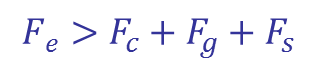 F_e > F_c + F_g + F_s